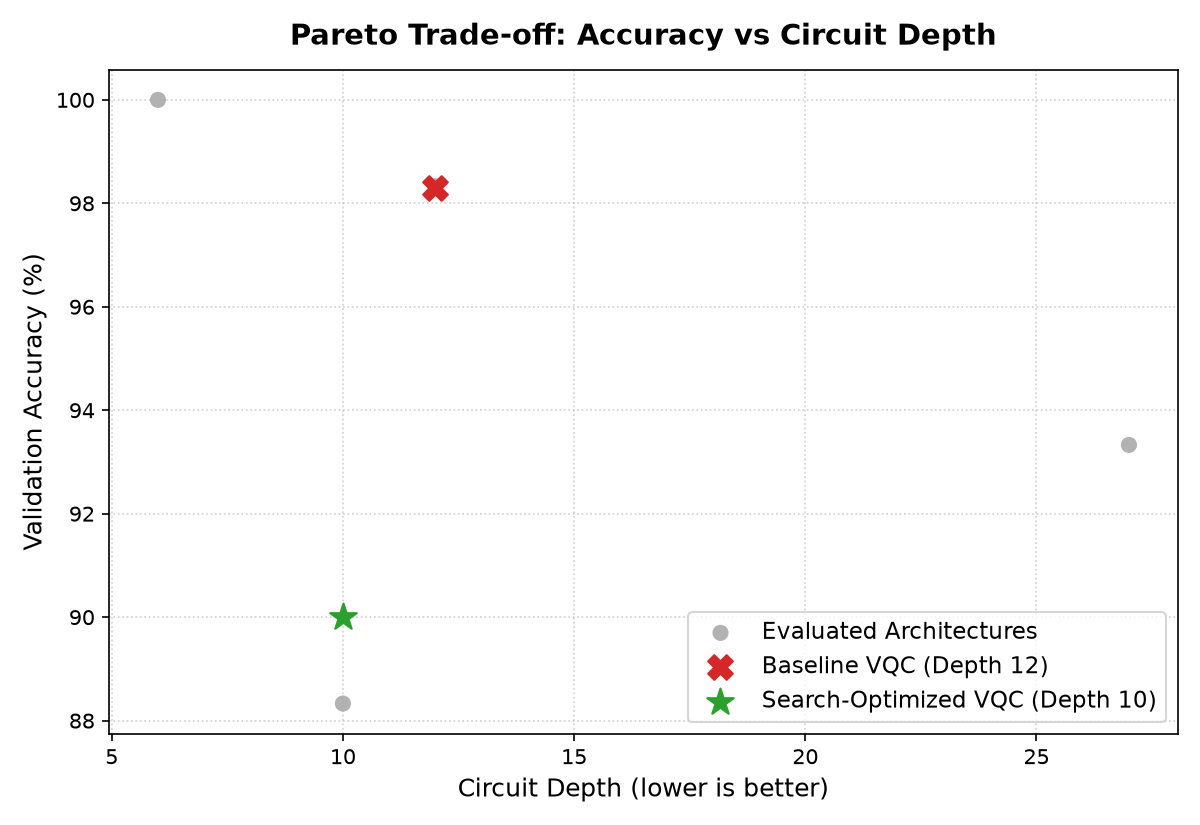 Pareto Trade-off: Accuracy vs Circuit Depth
Validation Accuracy (%)
100
98
96
94
92
90
88
Evaluated Architectures
Baseline VQC (Depth 12)
Search-Optimized VQC (Depth 10)
5 10 15 20 25
Circuit Depth (lower is better)